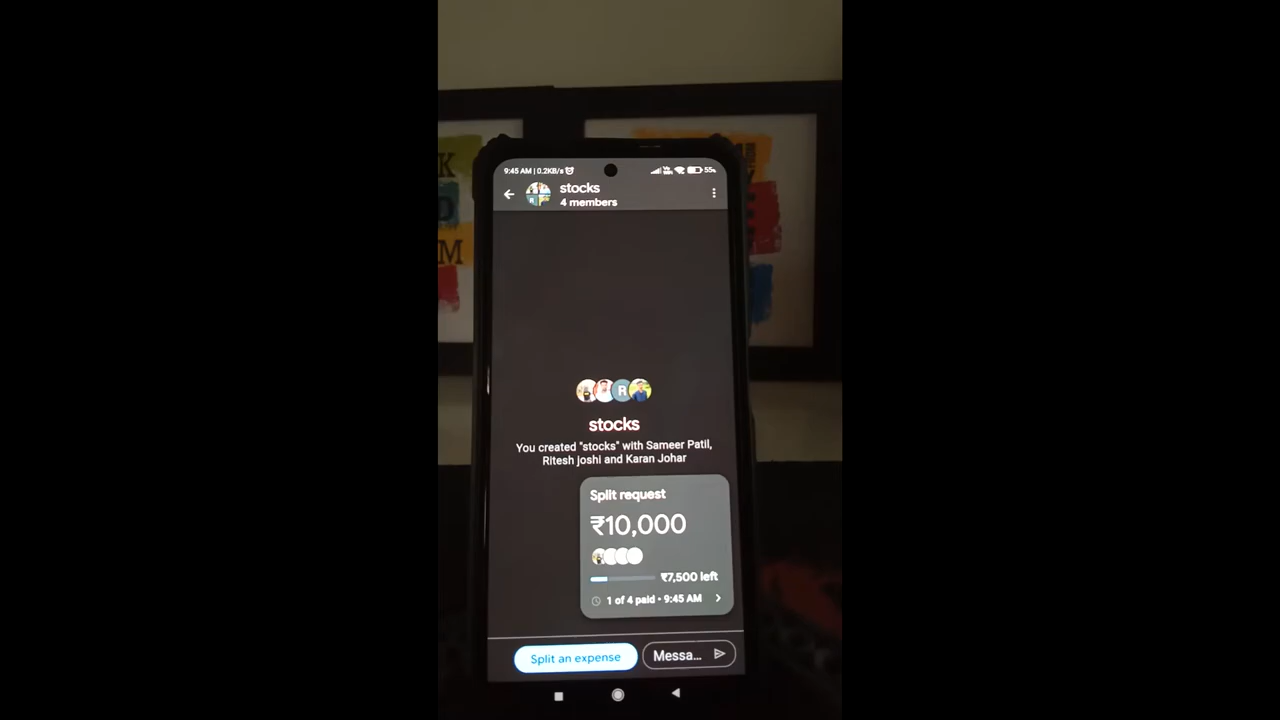 9:45 AM | 0.2KB/s
55%
stocks
4 members
R
R
stocks
You created "stocks" with Sameer Patil,
Ritesh joshi and Karan Johar
Split request
₹10,000
₹7,500 left
1 of 4 paid • 9:45 AM
Split an expense
Messa...
K
M